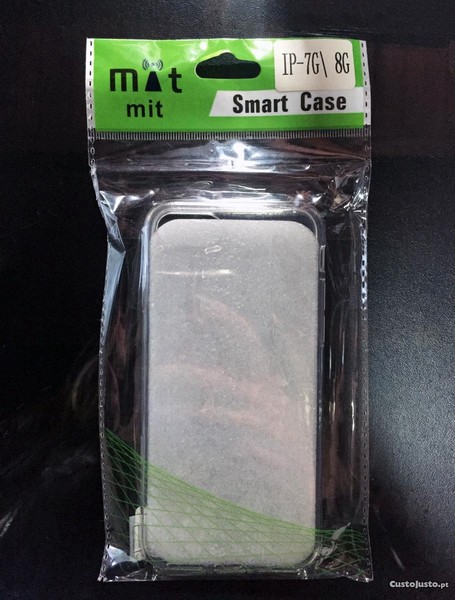 mit
mit
IP-7G\ 8G
Smart Case
CustoJusto.pt